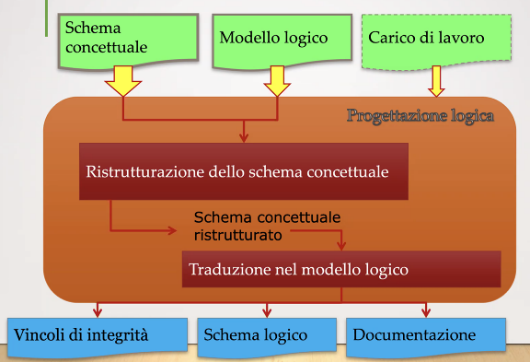 Schema
concettuale
Modello logico
Carico di lavoro
Progettazione logica
Ristrutturazione dello schema concettuale
Schema concettuale
ristrutturato
Traduzione nel modello logico
Vincoli di integrità
Schema logico
Documentazione